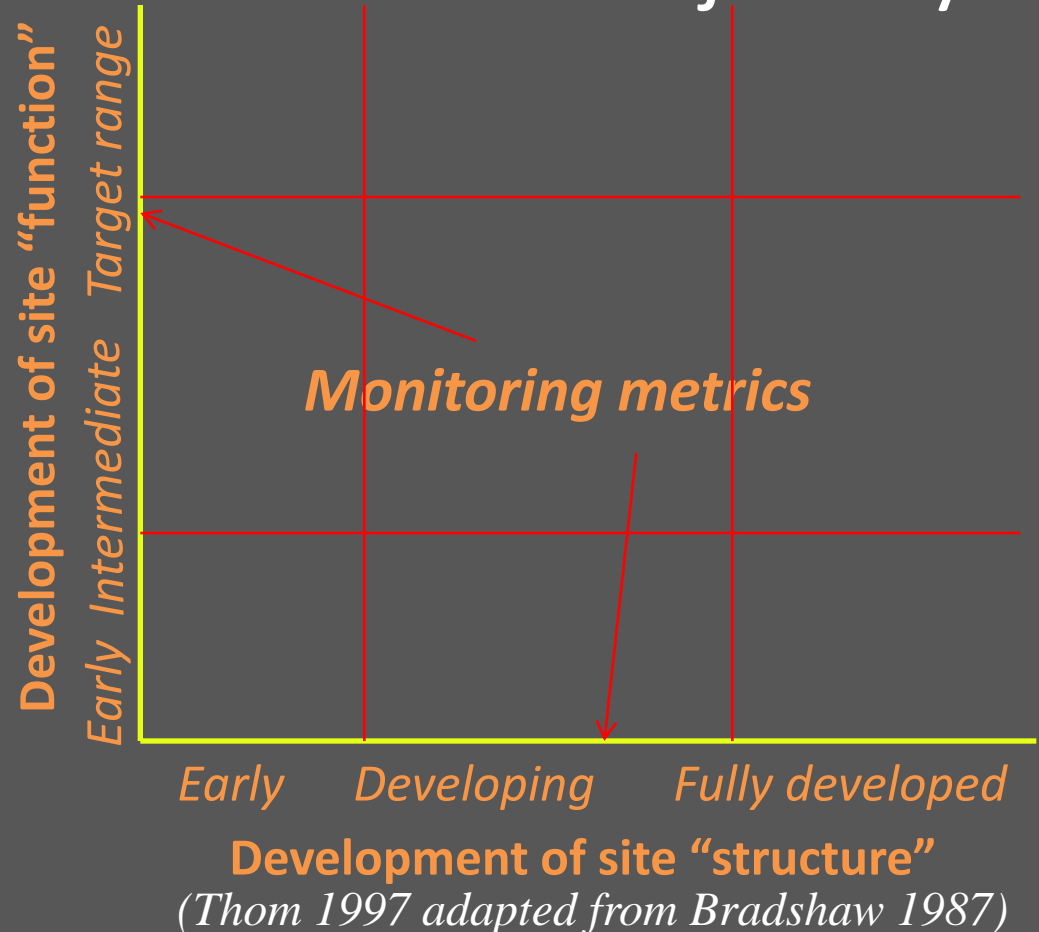 Development of site “function”
Early Intermediate Target range
Monitoring metrics
Early Developing Fully developed
Development of site “structure”
(Thom 1997 adapted from Bradshaw 1987)